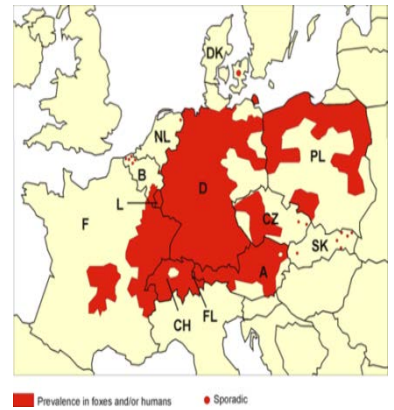 DK
NL
PL
B
D
L
CZ
F
SK
A
FL
CH
Prevalence in foxes and/or humans
Sporadic